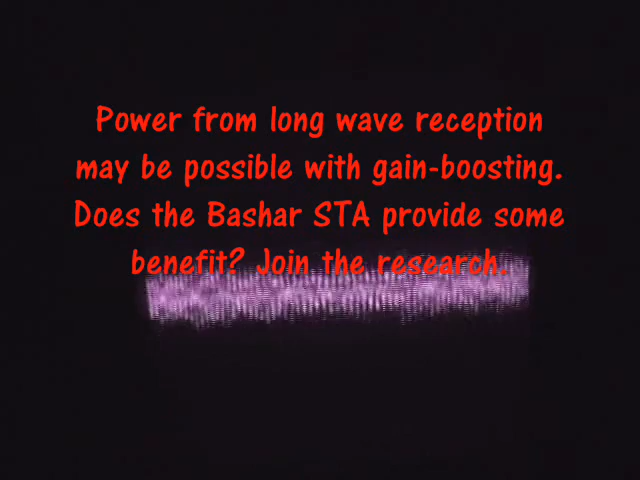 Power from long wave reception
may be possible with gain-boosting.
Does the Bashar STA provide some
benefit? Join the research.